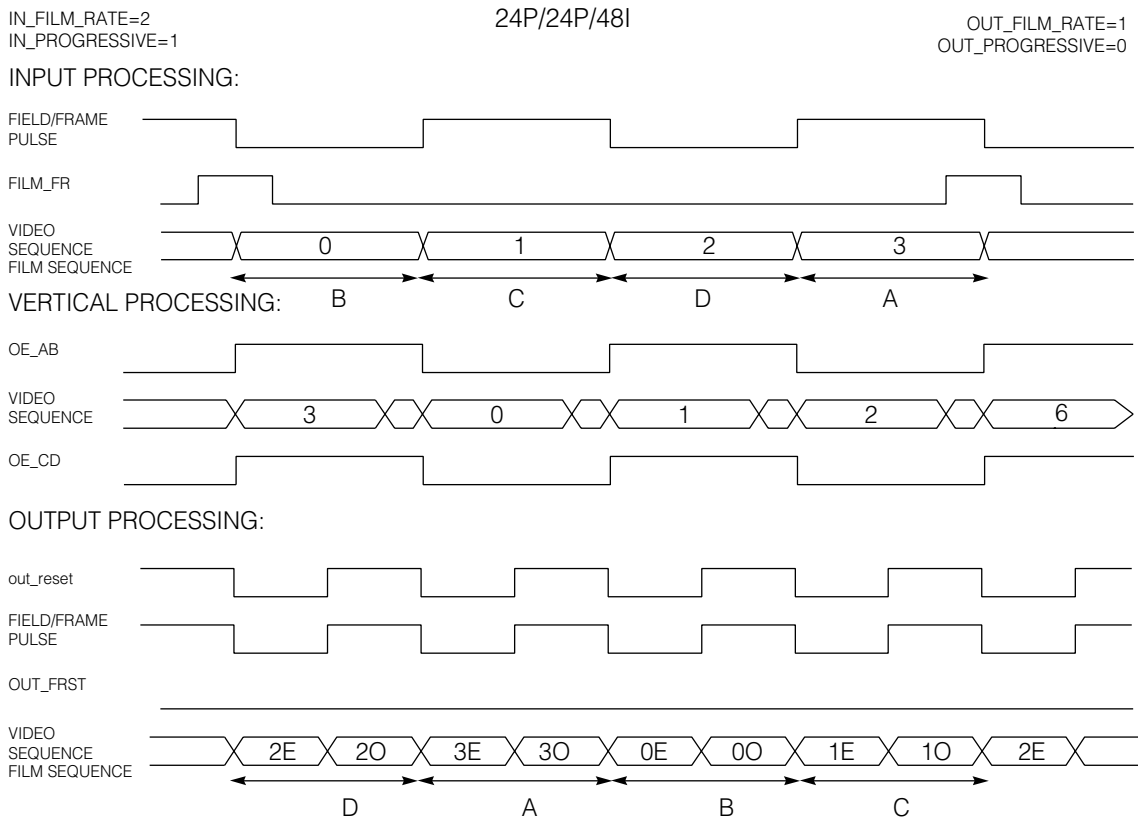 IN_FILM_RATE=2
IN_PROGRESSIVE=1
24P/24P/48I
OUT_FILM_RATE=1
OUT_PROGRESSIVE=0
INPUT PROCESSING:
FIELD/FRAME
PULSE
FILM_FR
VIDEO
SEQUENCE
FILM SEQUENCE
0 1 2 3
B C D A
VERTICAL PROCESSING:
OE_AB
VIDEO
SEQUENCE
3 0 1 2 6
OE_CD
OUTPUT PROCESSING:
out_reset
FIELD/FRAME
PULSE
OUT_FRST
VIDEO
SEQUENCE
FILM SEQUENCE
2E 2O 3E 3O 0E 0O 1E 1O 2E
D A B C